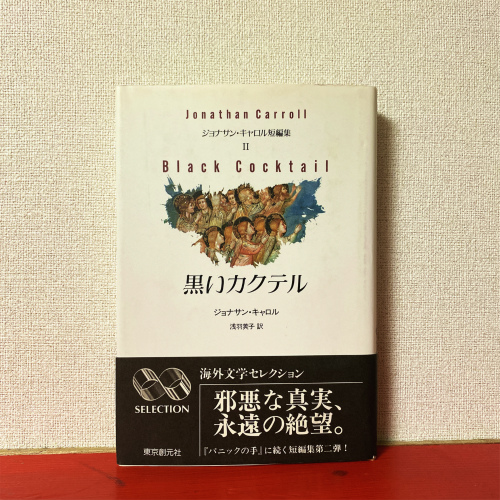 Jonathan Carroll
ジョナサン・キャロル短編集
II
Black Cocktail
黒いカクテル
ジョナサン・キャロル
浅羽莢子 訳
海外文学セレクション
SELECTION
邪悪な真実、
永遠の絶望。
東京創元社
『パニックの手』に続く短編集第二弾！